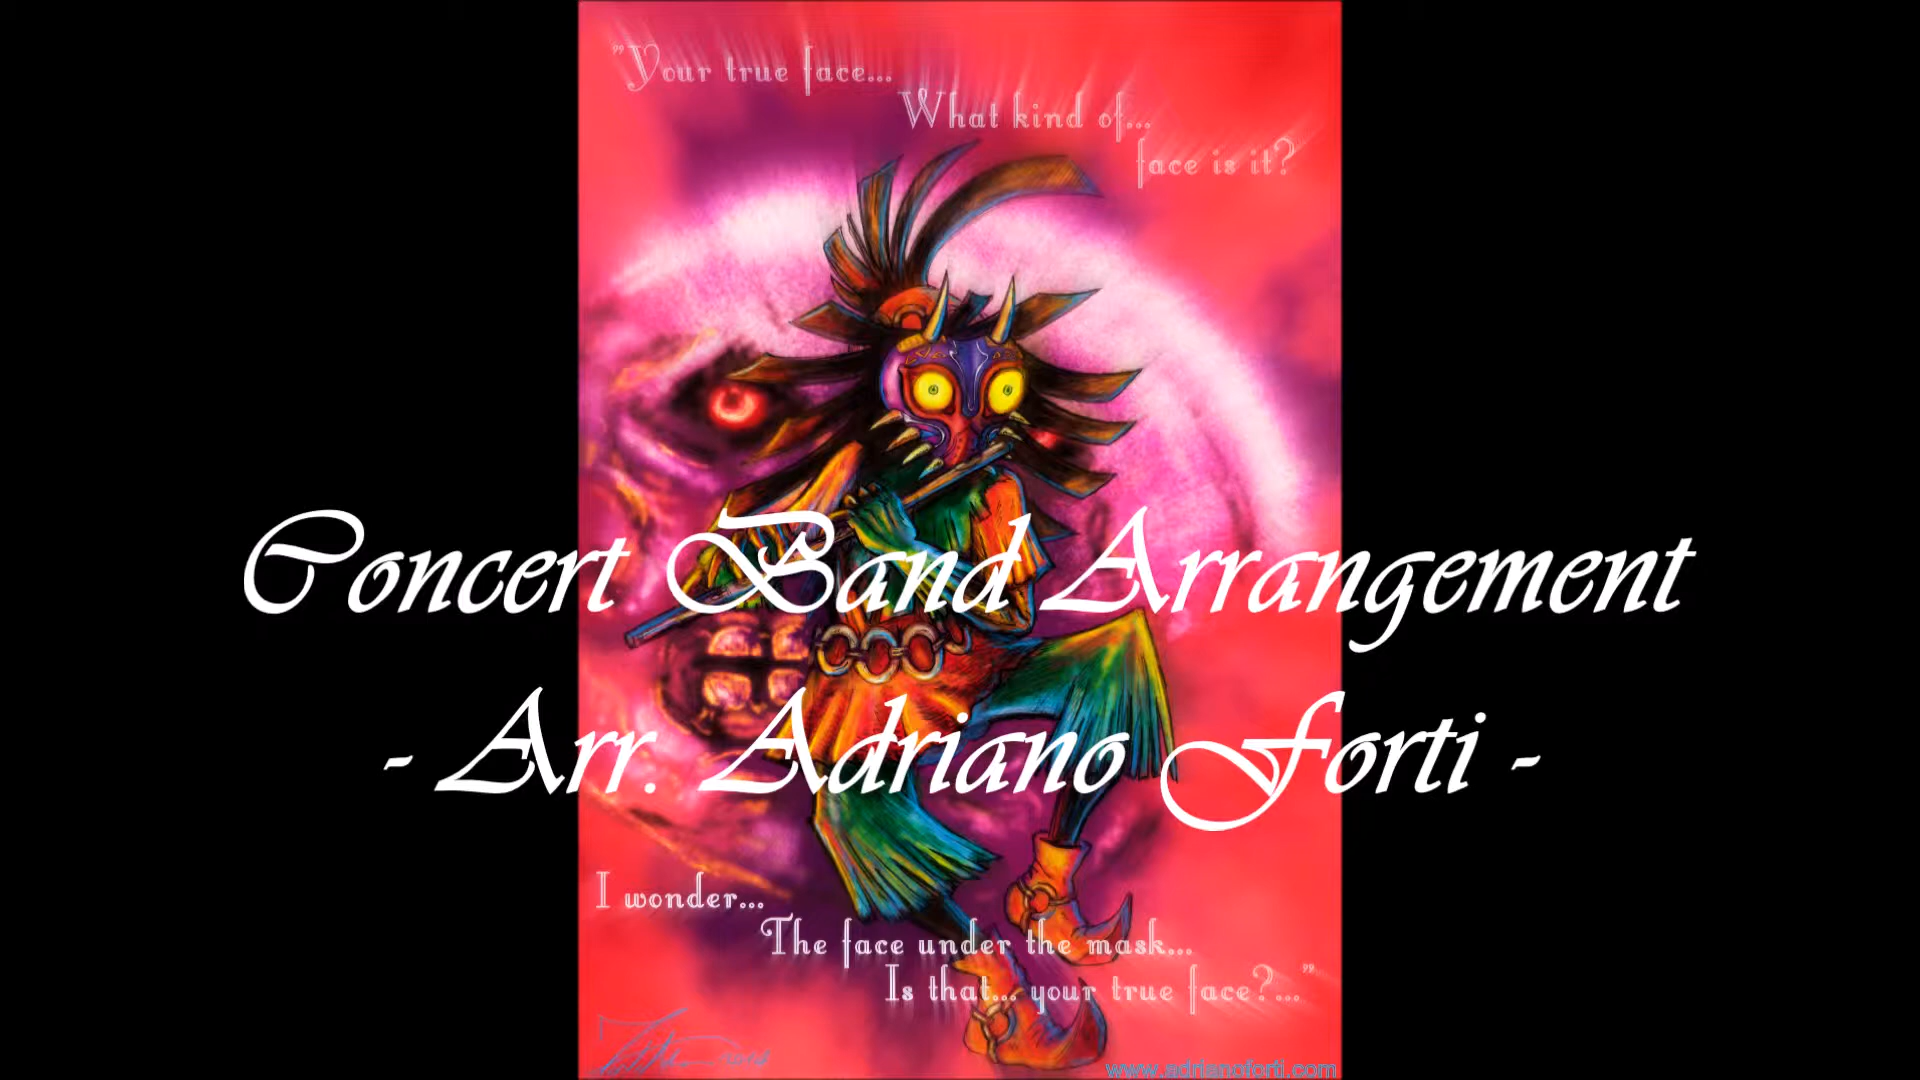 "Your true face...
What kind of...
face is it?
Concert Band Arrangement
- Arr. Adriano Forti -
I wonder...
The face under the mask...
Is that... your true face?..."
www.adrianoforti.com